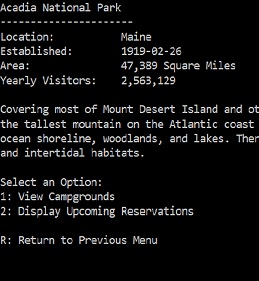 Acadia National Park
---------------------
Location: Maine
Established: 1919-02-26
Area: 47,389 Square Miles
Yearly Visitors: 2,563,129
Covering most of Mount Desert Island and ot
the tallest mountain on the Atlantic coast
ocean shoreline, woodlands, and lakes. Ther
and intertidal habitats.
Select an Option:
1: View Campgrounds
2: Display Upcoming Reservations
R: Return to Previous Menu